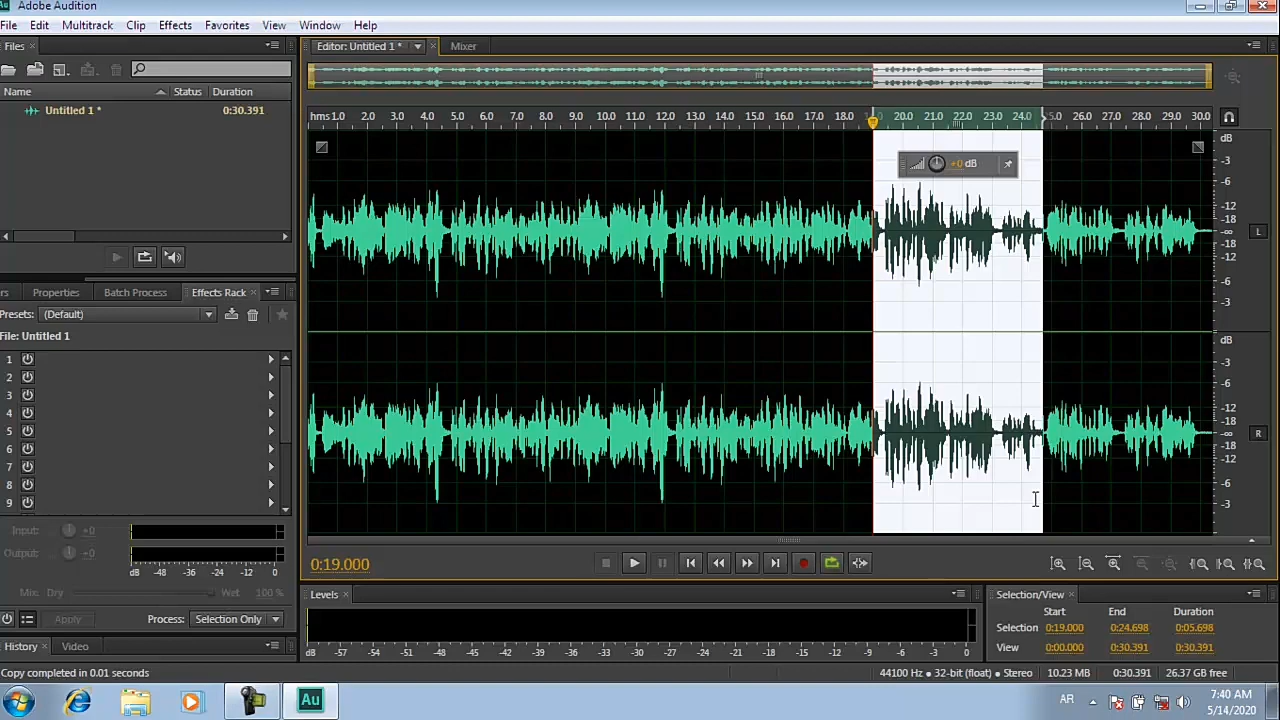 Au Adobe Audition
File Edit Multitrack Clip Effects Favorites View Window Help
Files
Editor: Untitled 1 * Mixer
Name Status Duration
Untitled 1 * 0:30.391
hms 1.0 2.0 3.0 4.0 5.0 6.0 7.0 8.0 9.0 10.0 11.0 12.0 13.0 14.0 15.0 16.0 17.0 18.0 20.0 21.0 22.0 23.0 24.0 25.0 26.0 27.0 28.0 29.0 30.0
+0 dB
dB
-3
-6
-12
-18
-∞
-18
-12
-6
-3
L
dB
-3
-6
-12
-18
-∞
-18
-12
-6
-3
R
rs Properties Batch Process Effects Rack
Presets: (Default)
File: Untitled 1
1
2
3
4
5
6
7
8
9
Input: +0
Output: +0
dB -48 -36 -24 -12 0
Mix: Dry Wet 100 %
Apply Process: Selection Only
History Video
0:19.000
Levels
dB -57 -54 -51 -48 -45 -42 -39 -36 -33 -30 -27 -24 -21 -18 -15 -12 -9 -6 -3 0
Selection/View
Start End Duration
Selection 0:19.000 0:24.698 0:05.698
View 0:00.000 0:30.391 0:30.391
Copy completed in 0.01 seconds
44100 Hz • 32-bit (float) • Stereo 10.23 MB 0:30.391 26.37 GB free
Au
AR
7:40 AM
5/14/2020